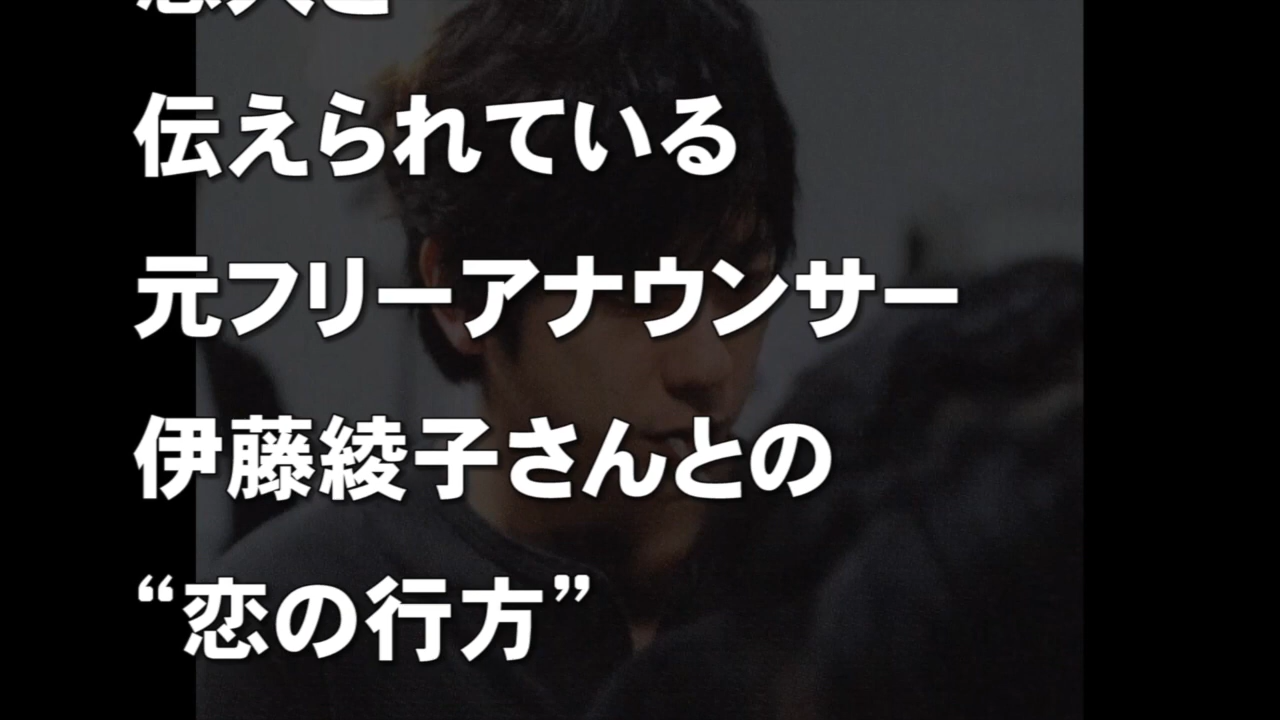 伝えられている
元フリーアナウンサー
伊藤綾子さんとの
“恋の行方”